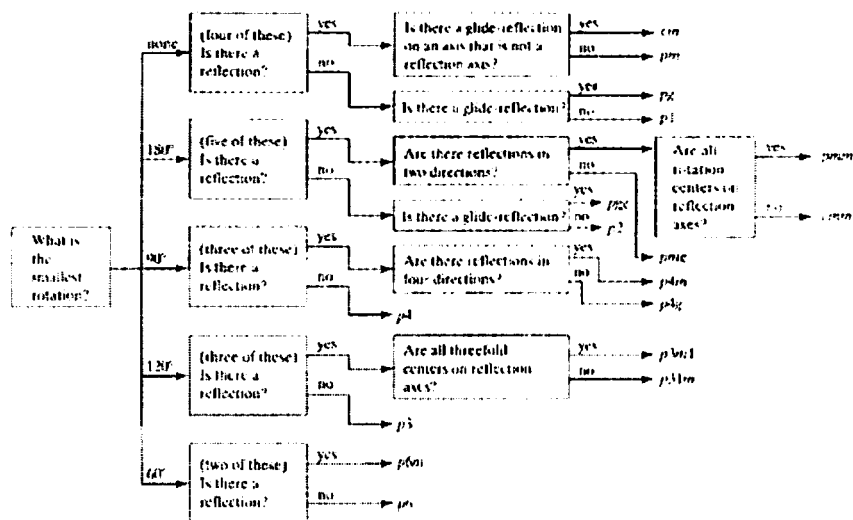 What is
the
smallest
rotation?
none
(four of these)
Is there a
reflection?
yes
no
Is there a glide-reflection
on an axis that is not a
reflection axis?
yes
cm
no
pm
Is there a glide-reflection?
yes
pg
no
p1
180°
(five of these)
Is there a
reflection?
yes
no
Are there reflections in
two directions?
yes
no
Are all
rotation
centers on
reflection
axes?
yes
pmm
no
cmm
pmg
Is there a glide-reflection?
yes
pgg
no
p2
90°
(three of these)
Is there a
reflection?
yes
no
Are there reflections in
four directions?
yes
p4m
no
p4g
p4
120°
(three of these)
Is there a
reflection?
yes
no
Are all threefold
centers on reflection
axes?
yes
p3m1
no
p31m
p3
60°
(two of these)
Is there a
reflection?
yes
p6m
no
p6